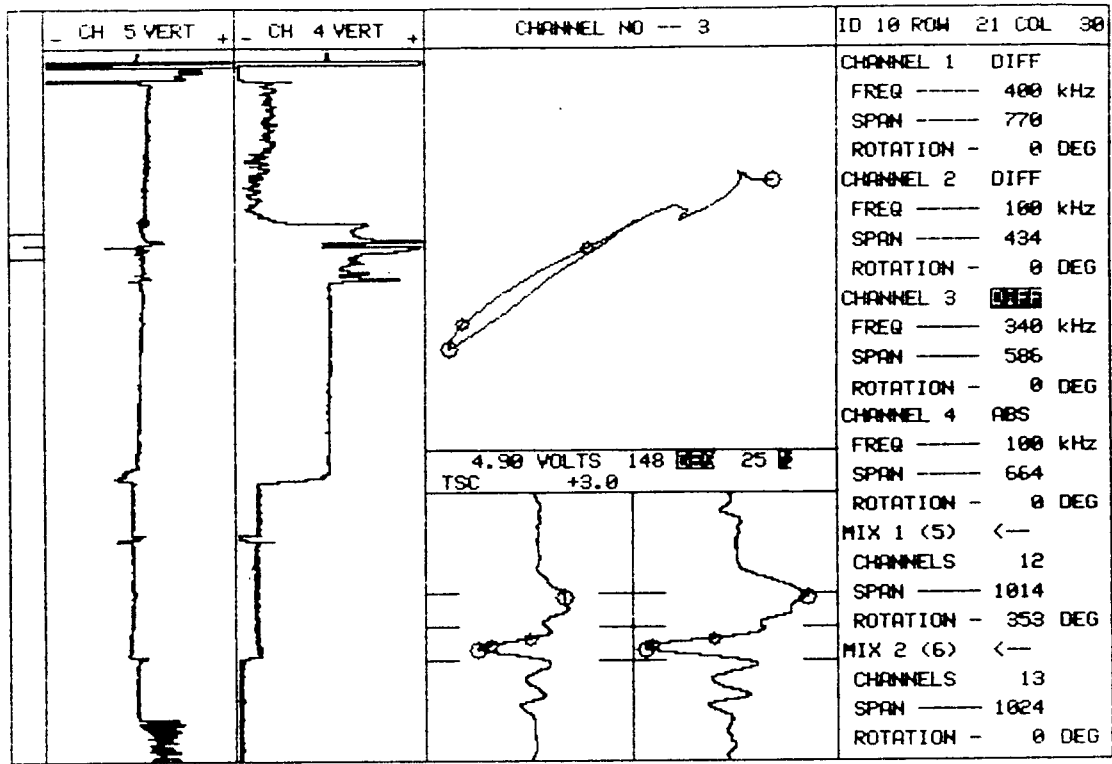 - CH 5 VERT +
- CH 4 VERT +
CHANNEL NO -- 3
4.90 VOLTS 148 DEG 25
TSC +3.0
ID 10 ROW 21 COL 30
CHANNEL 1 DIFF
FREQ ----- 400 kHz
SPAN ----- 770
ROTATION - 0 DEG
CHANNEL 2 DIFF
FREQ ----- 100 kHz
SPAN ----- 434
ROTATION - 0 DEG
CHANNEL 3 DIFF
FREQ ----- 340 kHz
SPAN ----- 586
ROTATION - 0 DEG
CHANNEL 4 ABS
FREQ ----- 100 kHz
SPAN ----- 664
ROTATION - 0 DEG
MIX 1 (5) <--
CHANNELS 12
SPAN ----- 1014
ROTATION - 353 DEG
MIX 2 (6) <--
CHANNELS 13
SPAN ----- 1024
ROTATION - 0 DEG